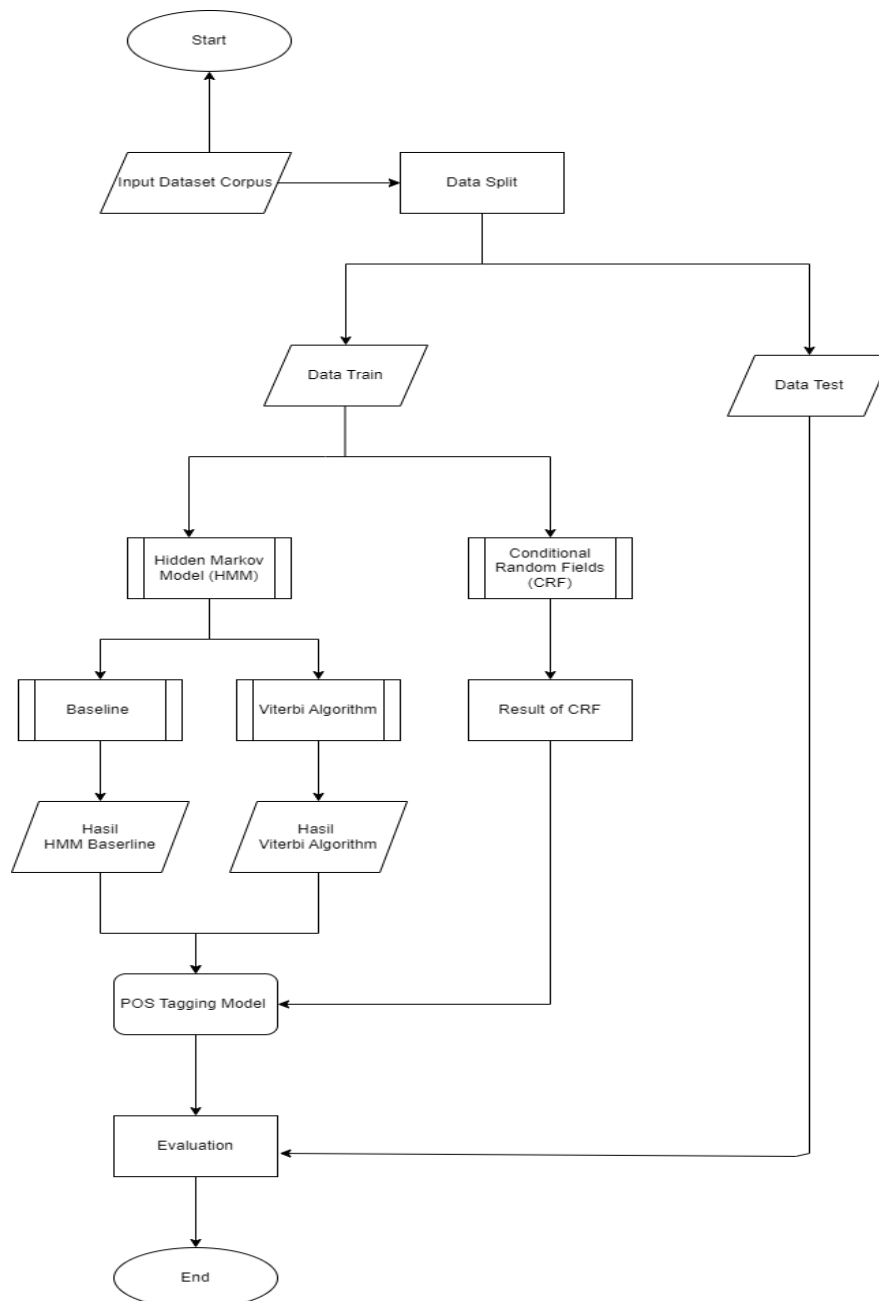 Start
Input Dataset Corpus
Data Split
Data Train
Data Test
Hidden Markov
Model (HMM)
Conditional
Random Fields
(CRF)
Baseline
Viterbi Algorithm
Result of CRF
Hasil
HMM Baserline
Hasil
Viterbi Algorithm
POS Tagging Model
Evaluation
End